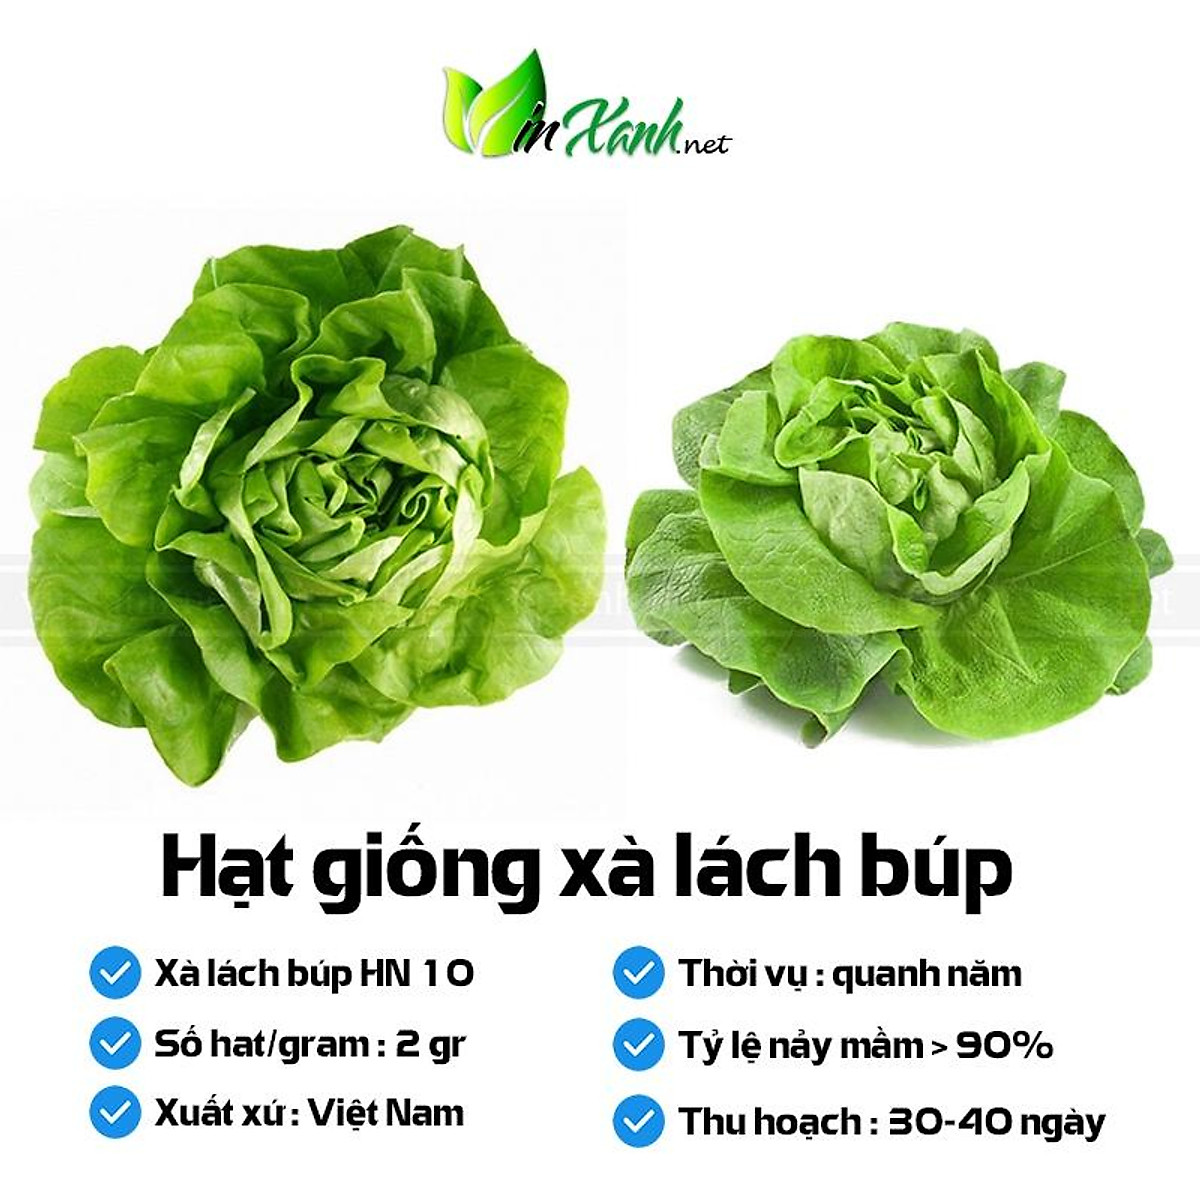 VinXanh.net
Hạt giống xà lách búp
Xà lách búp HN 10
Thời vụ : quanh năm
Số hat/gram : 2 gr
Tỷ lệ nảy mầm > 90%
Xuất xứ : Việt Nam
Thu hoạch : 30-40 ngày